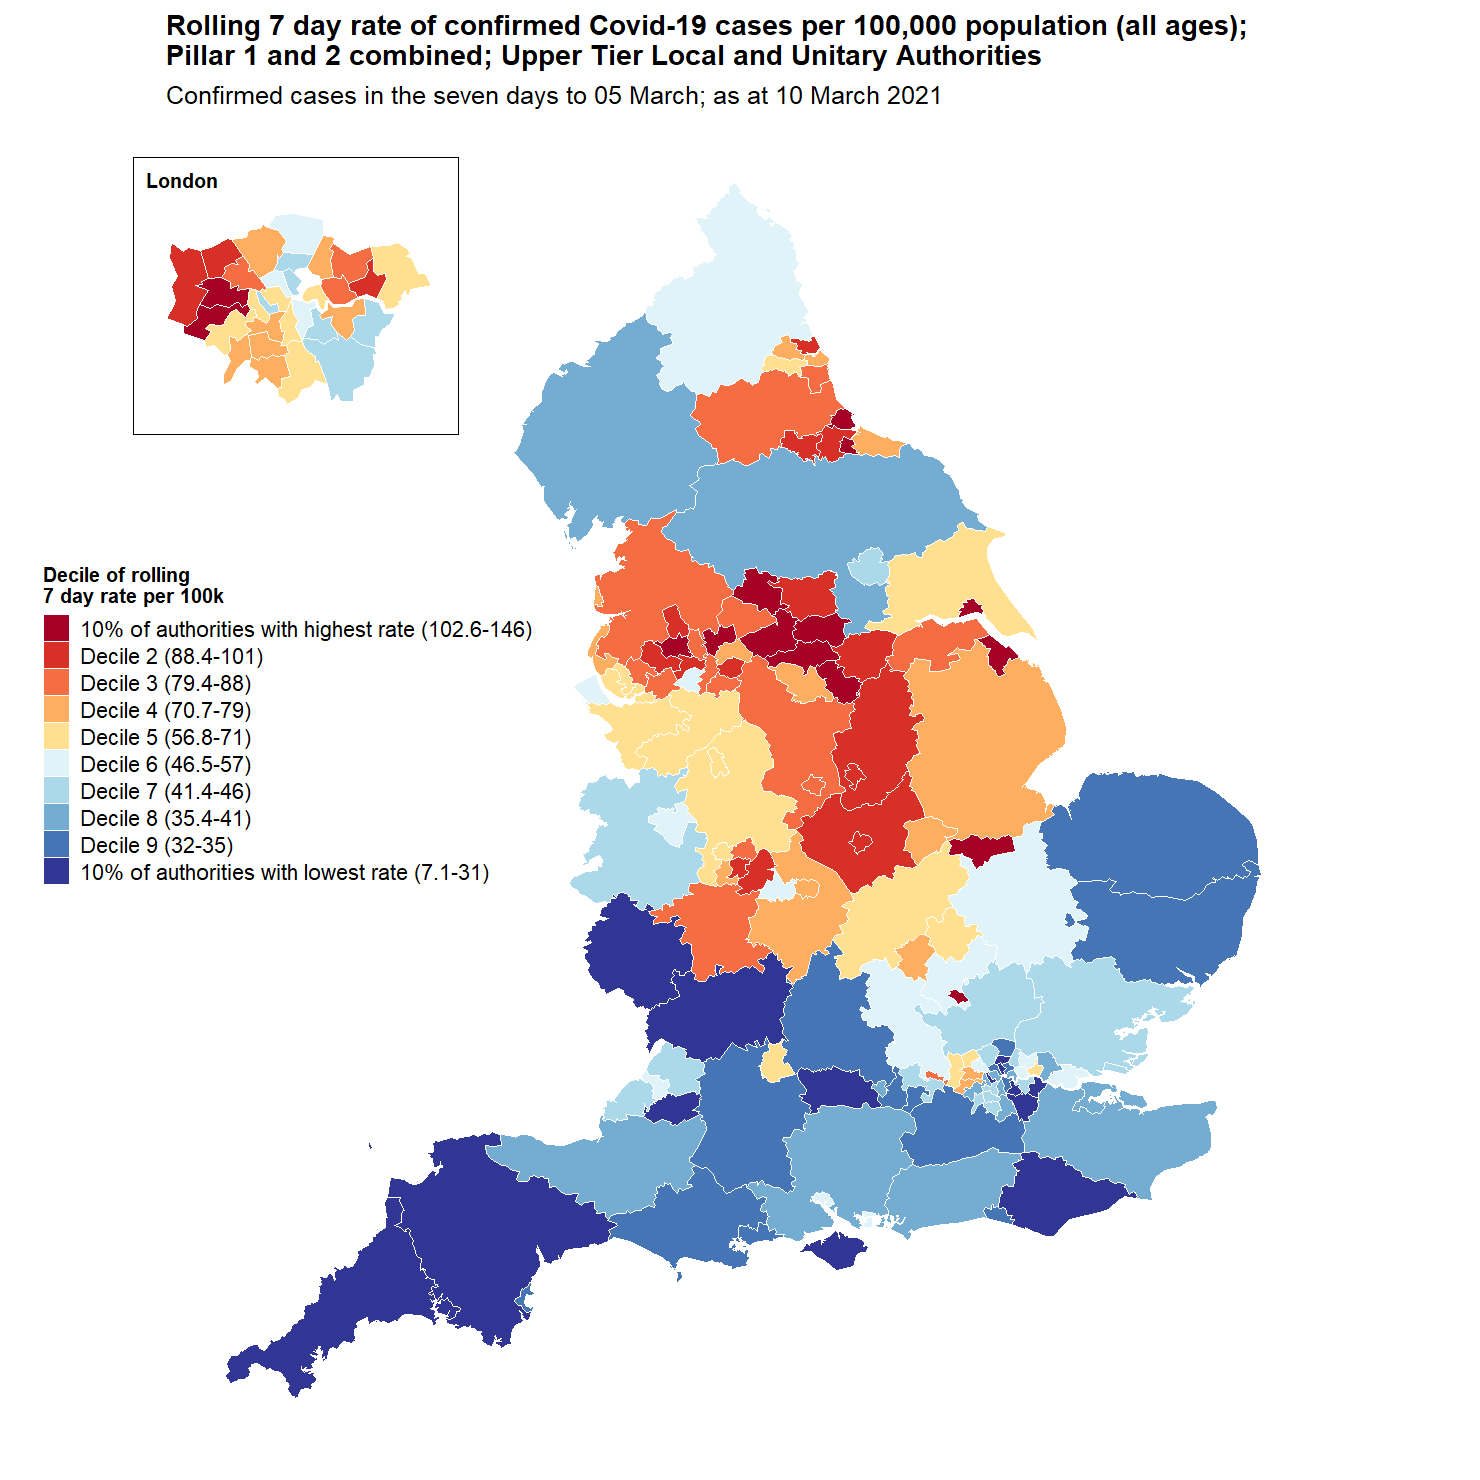 Rolling 7 day rate of confirmed Covid-19 cases per 100,000 population (all ages);
Pillar 1 and 2 combined; Upper Tier Local and Unitary Authorities
Confirmed cases in the seven days to 05 March; as at 10 March 2021
London
Decile of rolling
7 day rate per 100k
10% of authorities with highest rate (102.6-146)
Decile 2 (88.4-101)
Decile 3 (79.4-88)
Decile 4 (70.7-79)
Decile 5 (56.8-71)
Decile 6 (46.5-57)
Decile 7 (41.4-46)
Decile 8 (35.4-41)
Decile 9 (32-35)
10% of authorities with lowest rate (7.1-31)